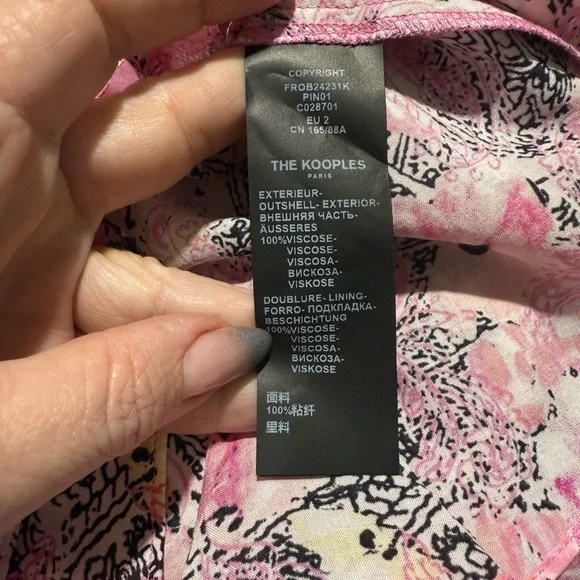 COPYRIGHT
FROB24231K
PIN01
C028701
EU 2
CN 165/88A
THE KOOPLES
PARIS
EXTERIEUR-
OUTSHELL- EXTERIOR-
ВНЕШНЯЯ ЧАСТЬ-
ÄUSSERES
100%VISCOSE-
VISCOSE-
VISCOSA-
ВИСКОЗА-
VISKOSE
DOUBLURE- LINING-
FORRO- ПОДКЛАДКА-
BESCHICHTUNG
100%VISCOSE-
VISCOSE-
VISCOSA-
ВИСКОЗА-
VISKOSE
面料
100%粘纤
里料